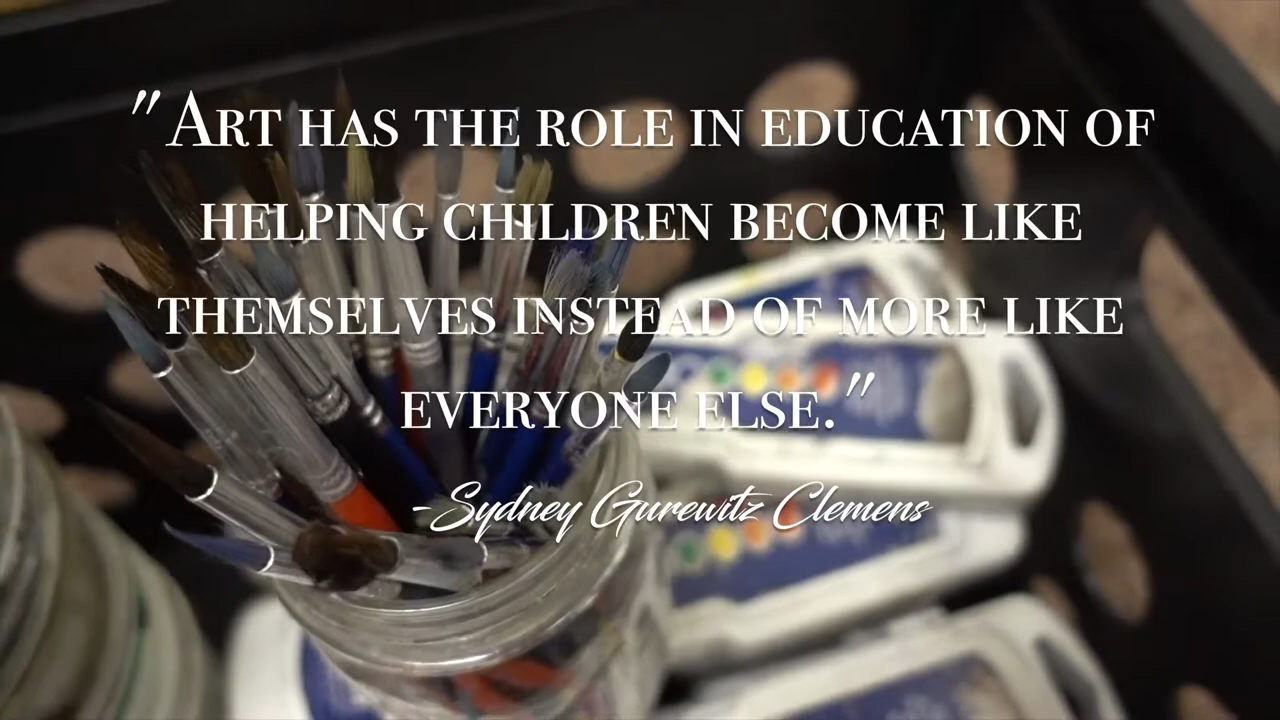 "Art has the role in education of
helping children become like
themselves instead of more like
everyone else."
-Sydney Gurewitz Clemens